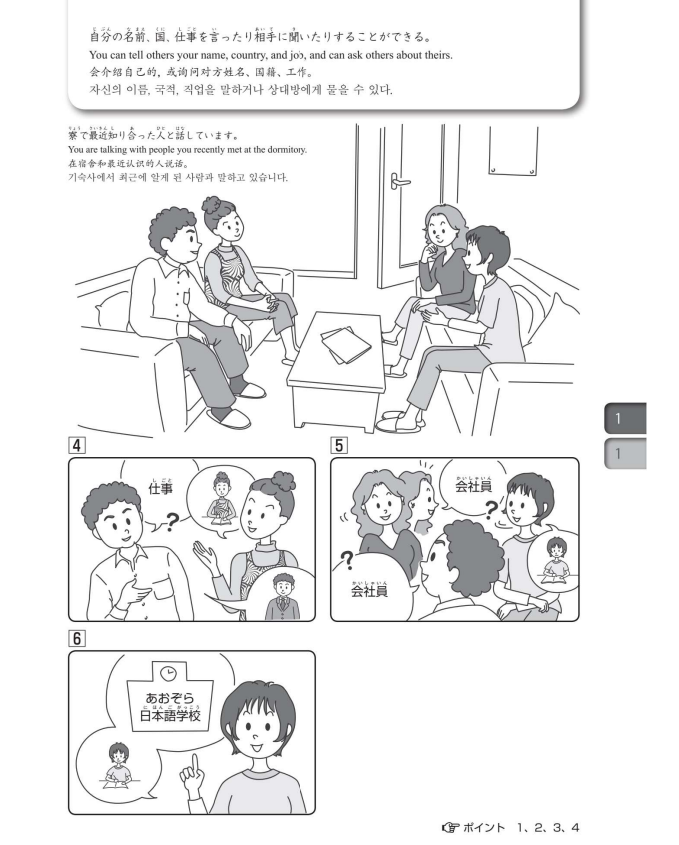 自分の名前、国、仕事を言ったり相手に聞いたりすることができる。
You can tell others your name, country, and job, and can ask others about theirs.
会介绍自己的，或询问对方姓名、国籍、工作。
자신의 이름, 국적, 직업을 말하거나 상대방에게 물을 수 있다.
寮で最近知り合った人と話しています。
You are talking with people you recently met at the dormitory.
在宿舍和最近认识的人说话。
기숙사에서 최근에 알게 된 사람과 말하고 있습니다.
1
1
4
仕事
?
5
会社員
?
?
会社員
6
あおぞら
日本語学校
☞ ポイント 1、2、3、4